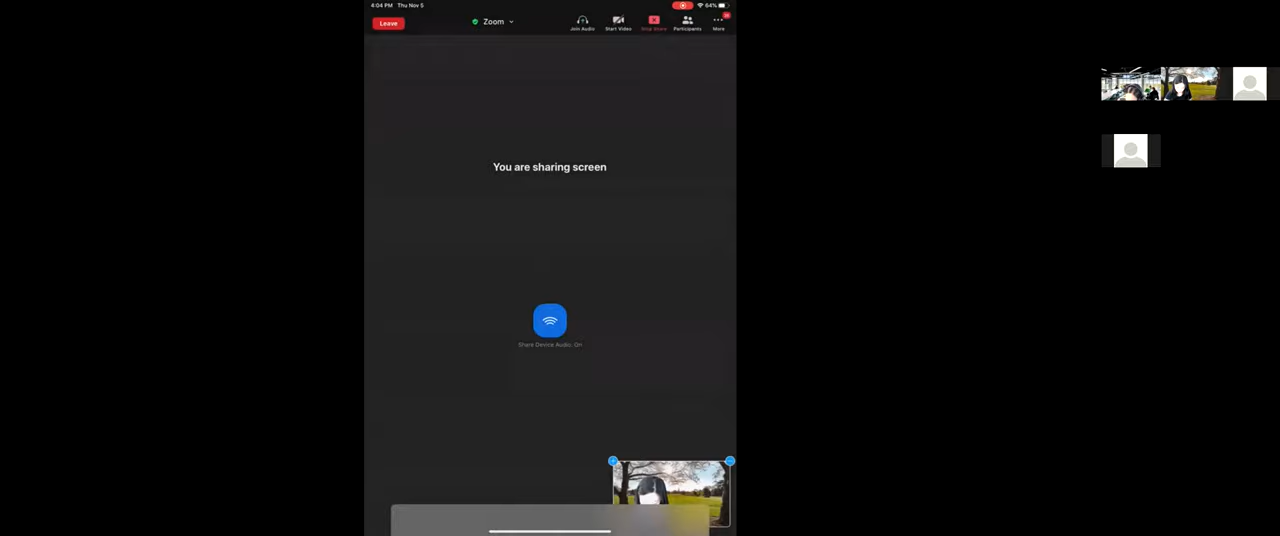 4:04 PM Thu Nov 5
64%
Leave
Zoom
Join Audio
Start Video
Stop Share
Participants
More
You are sharing screen
Share Device Audio: On